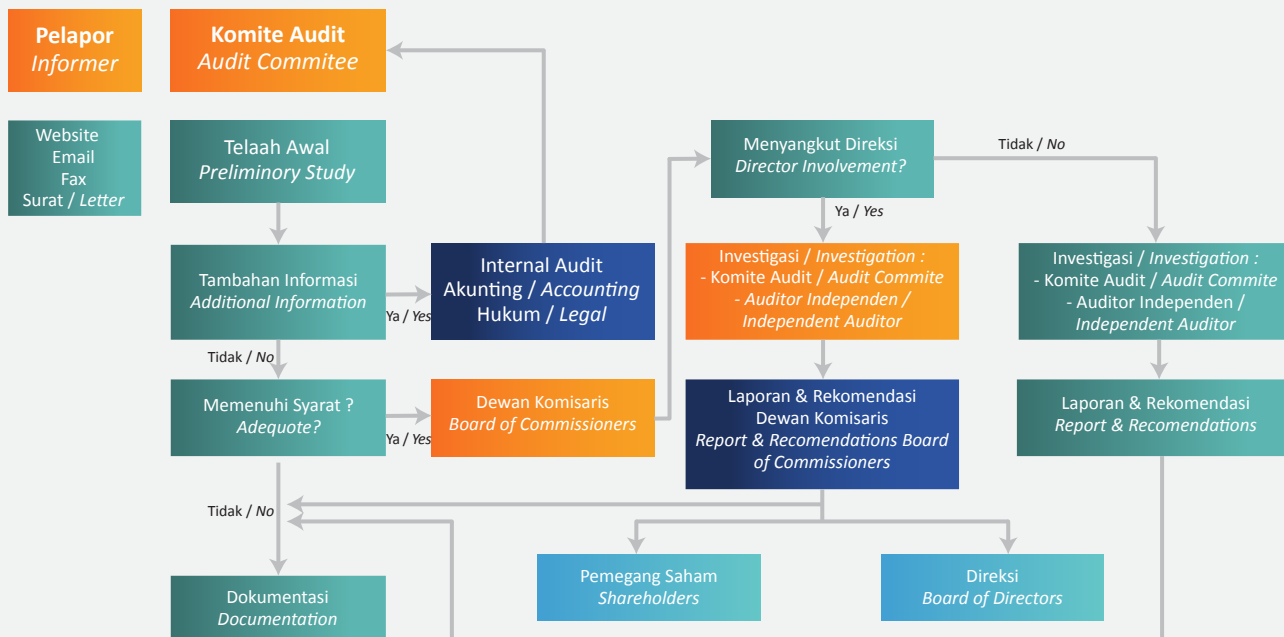 Pelapor
Informer
Komite Audit
Audit Commitee
Website
Email
Fax
Surat / Letter
Telaah Awal
Preliminory Study
Menyangkut Direksi
Director Involvement?
Tidak / No
Ya / Yes
Tambahan Informasi
Additional Information
Ya / Yes
Internal Audit
Akunting / Accounting
Hukum / Legal
Investigasi / Investigation :
- Komite Audit / Audit Commite
- Auditor Independen /
Independent Auditor
Investigasi / Investigation :
- Komite Audit / Audit Commite
- Auditor Independen /
Independent Auditor
Tidak / No
Memenuhi Syarat ?
Adequote?
Ya / Yes
Dewan Komisaris
Board of Commissioners
Laporan & Rekomendasi
Dewan Komisaris
Report & Recomendations Board
of Commissioners
Laporan & Rekomendasi
Report & Recomendations
Tidak / No
Pemegang Saham
Shareholders
Direksi
Board of Directors
Dokumentasi
Documentation